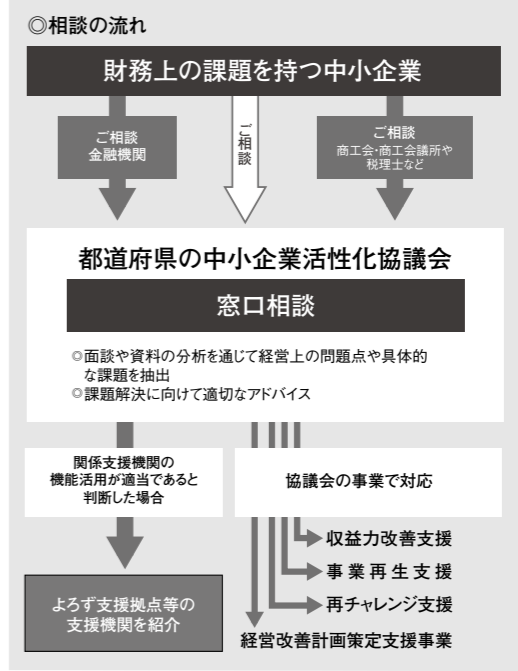 ◎相談の流れ
財務上の課題を持つ中小企業
ご相談
金融機関
ご相談
ご相談
商工会・商工会議所や
税理士など
都道府県の中小企業活性化協議会
窓口相談
◎面談や資料の分析を通じて経営上の問題点や具体的
な課題を抽出
◎課題解決に向けて適切なアドバイス
関係支援機関の
機能活用が適当であると
判断した場合
協議会の事業で対応
よろず支援拠点等の
支援機関を紹介
収益力改善支援
事業再生支援
再チャレンジ支援
経営改善計画策定支援事業